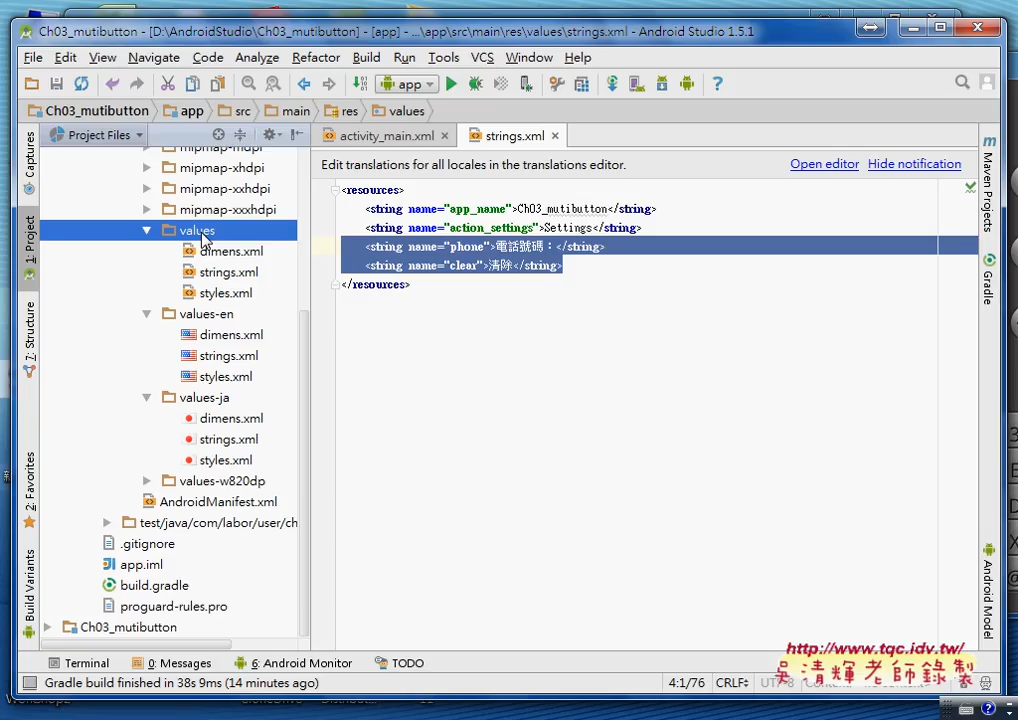 Ch03_mutibutton - [D:\AndroidStudio\Ch03_mutibutton] - [app] - ...\app\src\main\res\values\strings.xml - Android Studio 1.5.1
File Edit View Navigate Code Analyze Refactor Build Run Tools VCS Window Help
app
Ch03_mutibutton app src main res values
Project Files activity_main.xml strings.xml
Edit translations for all locales in the translations editor. Open editor Hide notification
mipmap-mdpi
mipmap-xhdpi
mipmap-xxhdpi
mipmap-xxxhdpi
values
dimens.xml
strings.xml
styles.xml
values-en
dimens.xml
strings.xml
styles.xml
values-ja
dimens.xml
strings.xml
styles.xml
values-w820dp
AndroidManifest.xml
test/java/com/labor/user/ch
.gitignore
app.iml
build.gradle
proguard-rules.pro
Ch03_mutibutton
<resources>
<string name="app_name">Ch03_mutibutton</string>
<string name="action_settings">Settings</string>
<string name="phone">電話號碼：</string>
<string name="clear">清除</string>
</resources>
Captures
1: Project
7: Structure
2: Favorites
Build Variants
Maven Projects
Gradle
Android Model
http://www.tqc.idv.tw/
吳清輝老師錄製
Terminal 0: Messages 6: Android Monitor TODO
Gradle build finished in 38s 9ms (14 minutes ago) 4:1/76 CRLF